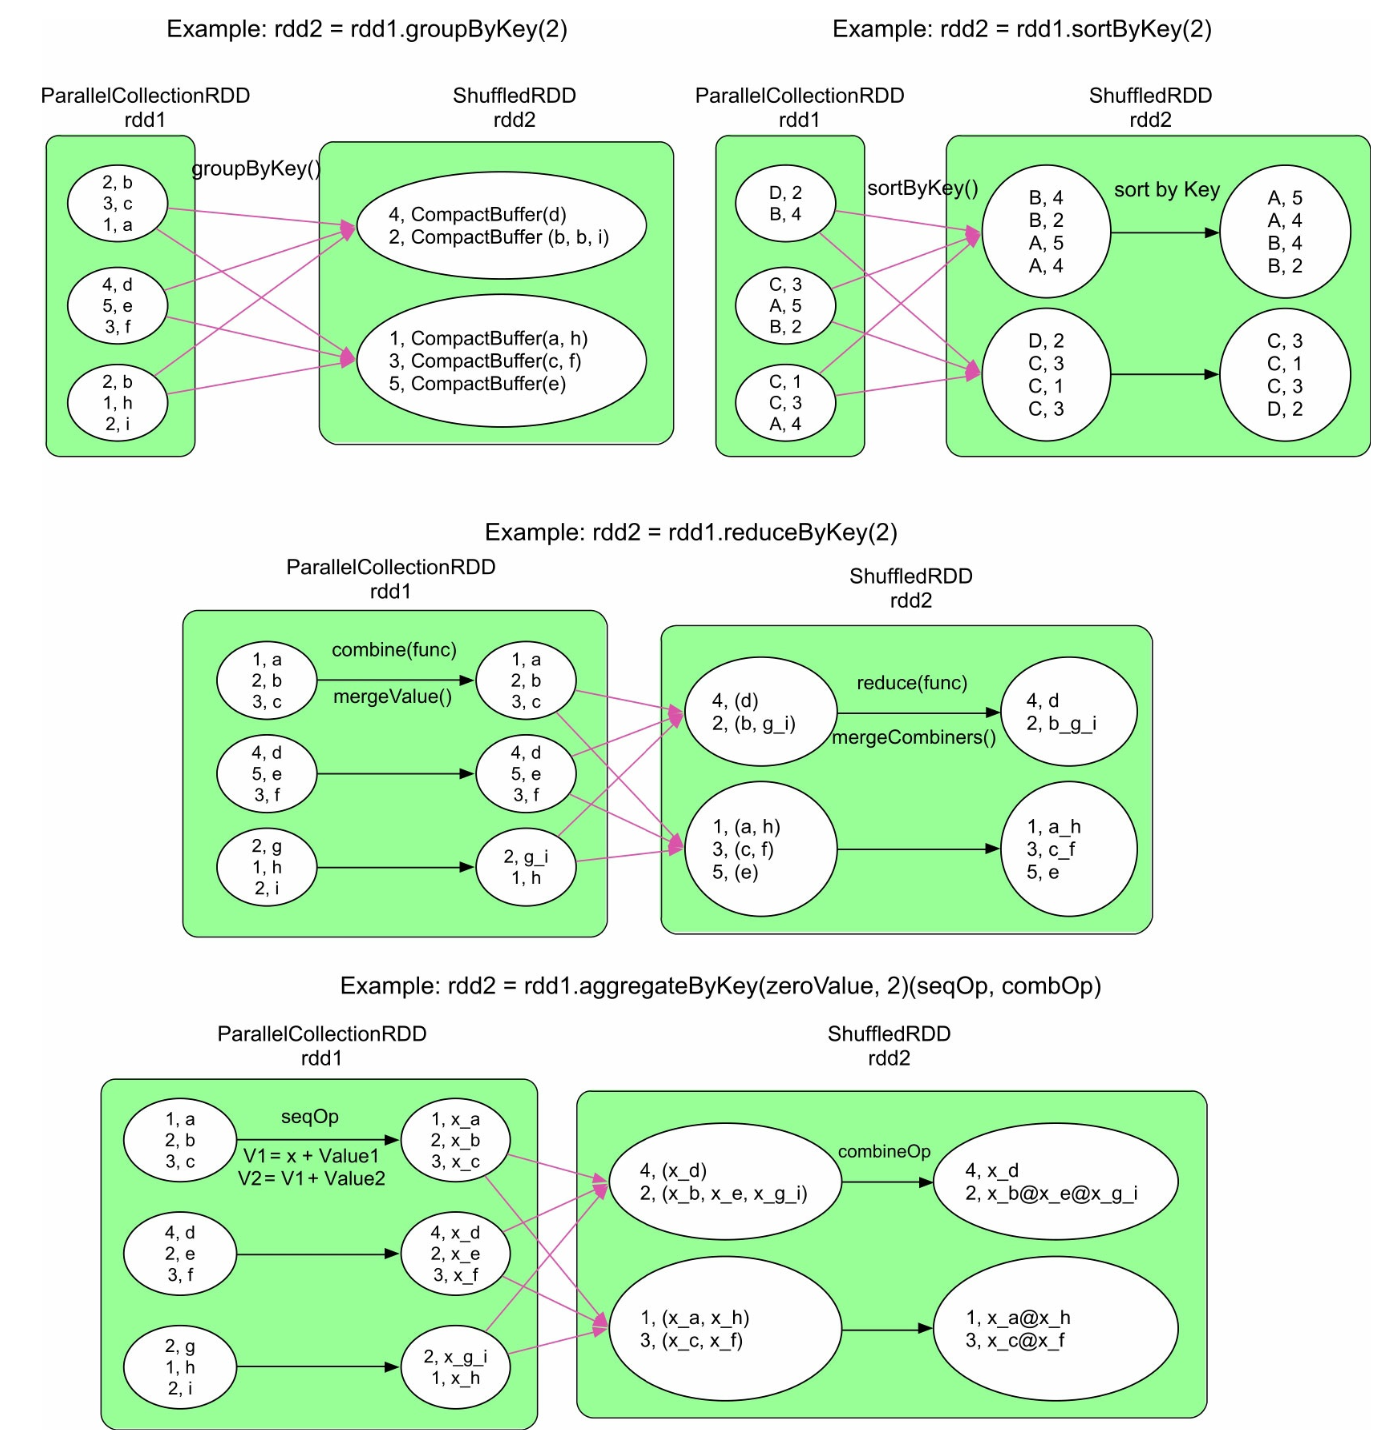 Example: rdd2 = rdd1.groupByKey(2)
ParallelCollectionRDD
rdd1
ShuffledRDD
rdd2
groupByKey()
2, b
3, c
1, a
4, d
5, e
3, f
2, b
1, h
2, i
4, CompactBuffer(d)
2, CompactBuffer (b, b, i)
1, CompactBuffer(a, h)
3, CompactBuffer(c, f)
5, CompactBuffer(e)
Example: rdd2 = rdd1.sortByKey(2)
ParallelCollectionRDD
rdd1
ShuffledRDD
rdd2
D, 2
B, 4
C, 3
A, 5
B, 2
C, 1
C, 3
A, 4
sortByKey()
B, 4
B, 2
A, 5
A, 4
D, 2
C, 3
C, 1
C, 3
sort by Key
A, 5
A, 4
B, 4
B, 2
C, 3
C, 1
C, 3
D, 2
Example: rdd2 = rdd1.reduceByKey(2)
ParallelCollectionRDD
rdd1
ShuffledRDD
rdd2
1, a
2, b
3, c
4, d
5, e
3, f
2, g
1, h
2, i
combine(func)
mergeValue()
1, a
2, b
3, c
4, d
5, e
3, f
2, g_i
1, h
4, (d)
2, (b, g_i)
1, (a, h)
3, (c, f)
5, (e)
reduce(func)
mergeCombiners()
4, d
2, b_g_i
1, a_h
3, c_f
5, e
Example: rdd2 = rdd1.aggregateByKey(zeroValue, 2)(seqOp, combOp)
ParallelCollectionRDD
rdd1
ShuffledRDD
rdd2
1, a
2, b
3, c
4, d
2, e
3, f
2, g
1, h
2, i
seqOp
V1 = x + Value1
V2 = V1 + Value2
1, x_a
2, x_b
3, x_c
4, x_d
2, x_e
3, x_f
2, x_g_i
1, x_h
4, (x_d)
2, (x_b, x_e, x_g_i)
1, (x_a, x_h)
3, (x_c, x_f)
combineOp
4, x_d
2, x_b@x_e@x_g_i
1, x_a@x_h
3, x_c@x_f